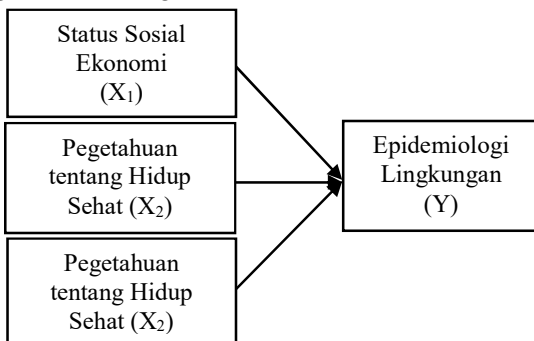 Status Sosial
Ekonomi
(X₁)
Pegetahuan
tentang Hidup
Sehat (X₂)
Pegetahuan
tentang Hidup
Sehat (X₂)
Epidemiologi
Lingkungan
(Y)